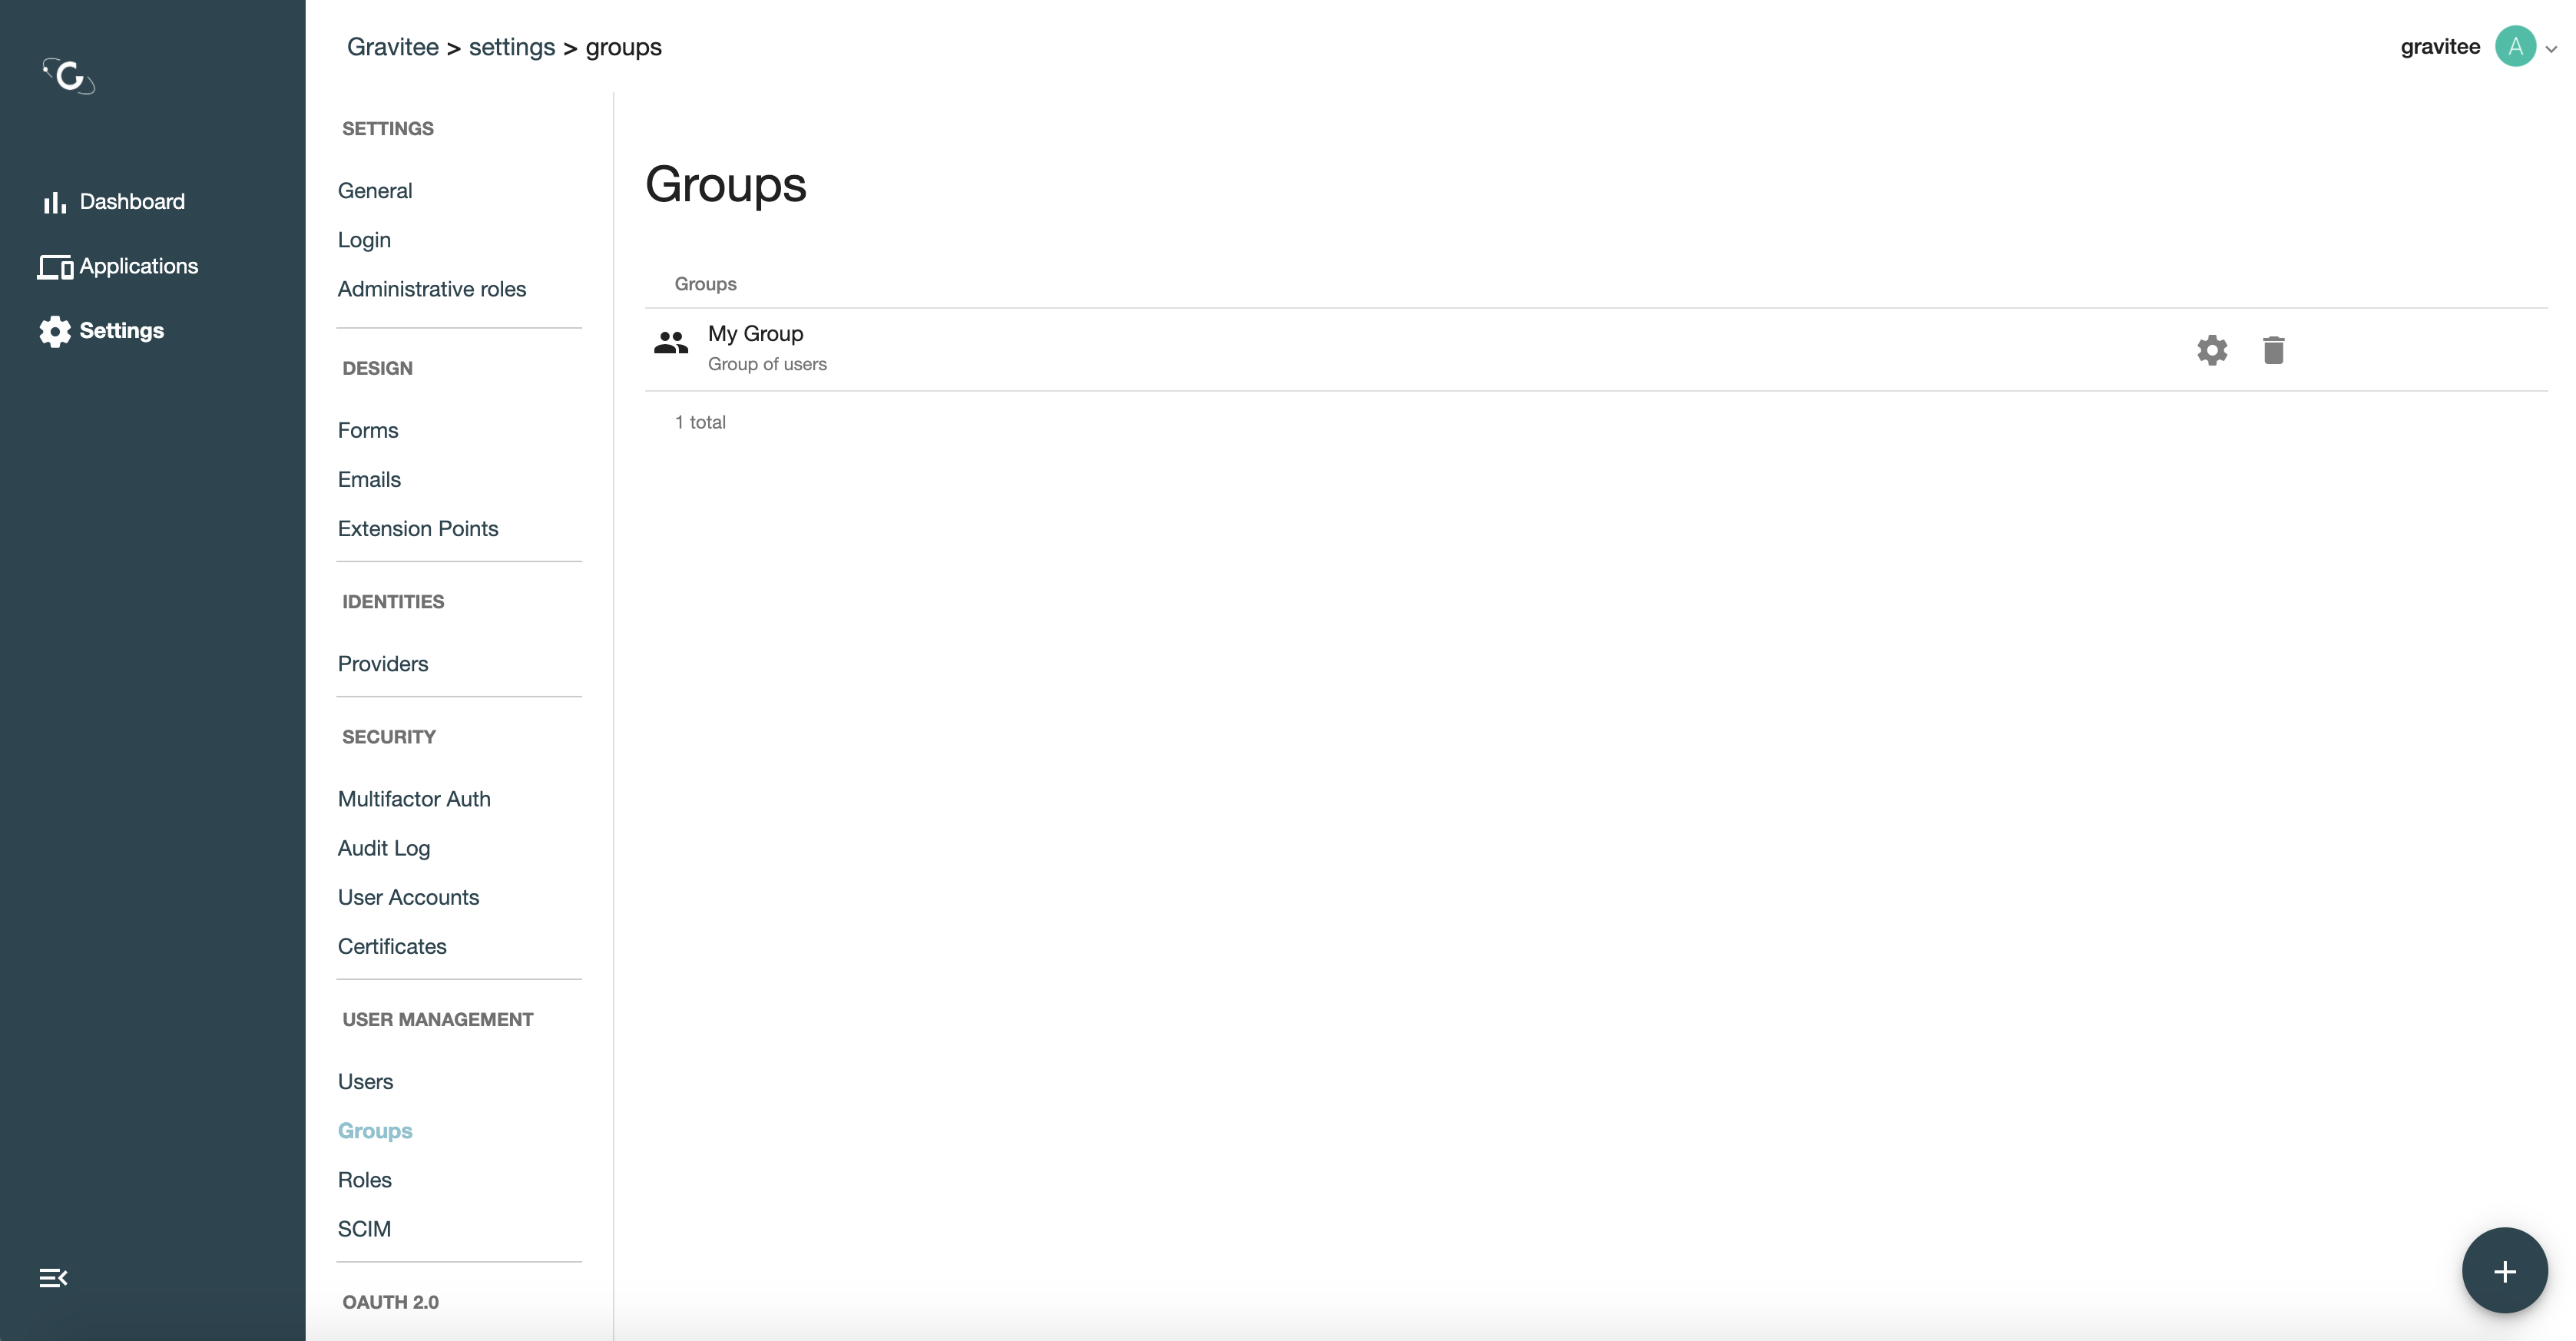 Gravitee > settings > groups
gravitee
A
Dashboard
Applications
Settings
SETTINGS
General
Login
Administrative roles
DESIGN
Forms
Emails
Extension Points
IDENTITIES
Providers
SECURITY
Multifactor Auth
Audit Log
User Accounts
Certificates
USER MANAGEMENT
Users
Groups
Roles
SCIM
OAUTH 2.0
Groups
Groups
My Group
Group of users
1 total